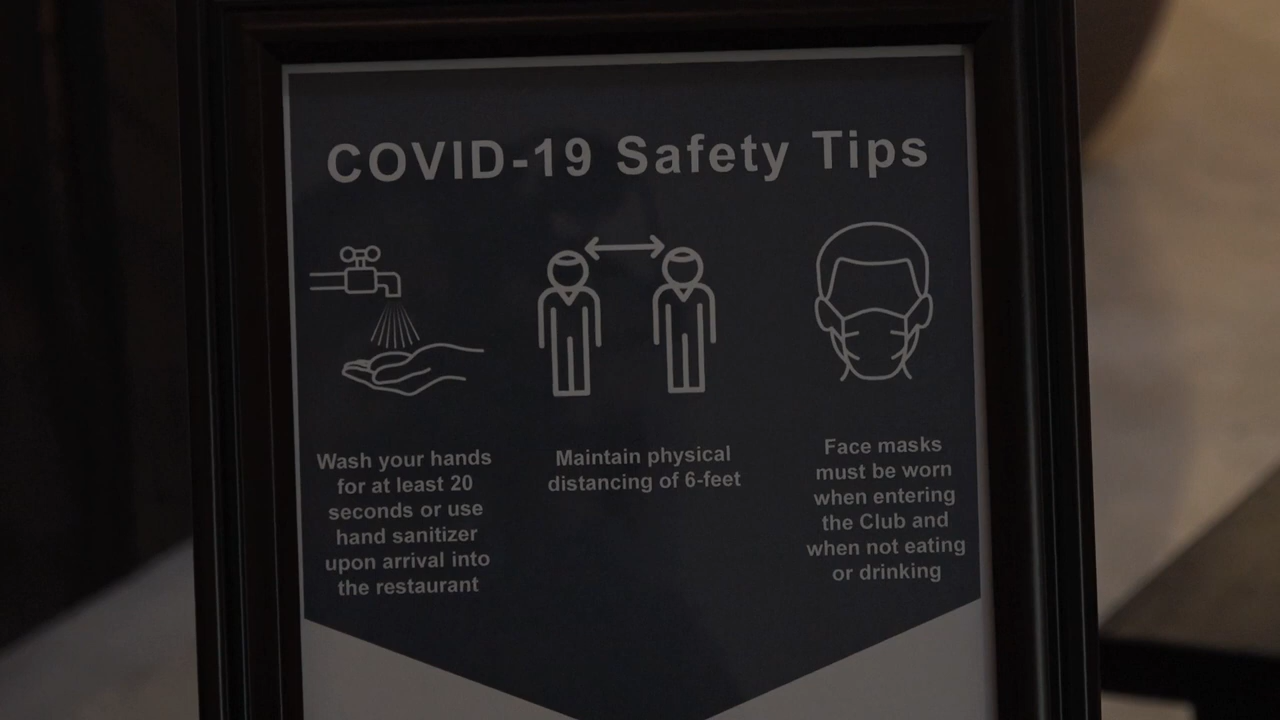 COVID-19 Safety Tips
Wash your hands
for at least 20
seconds or use
hand sanitizer
upon arrival into
the restaurant
Maintain physical
distancing of 6-feet
Face masks
must be worn
when entering
the Club and
when not eating
or drinking